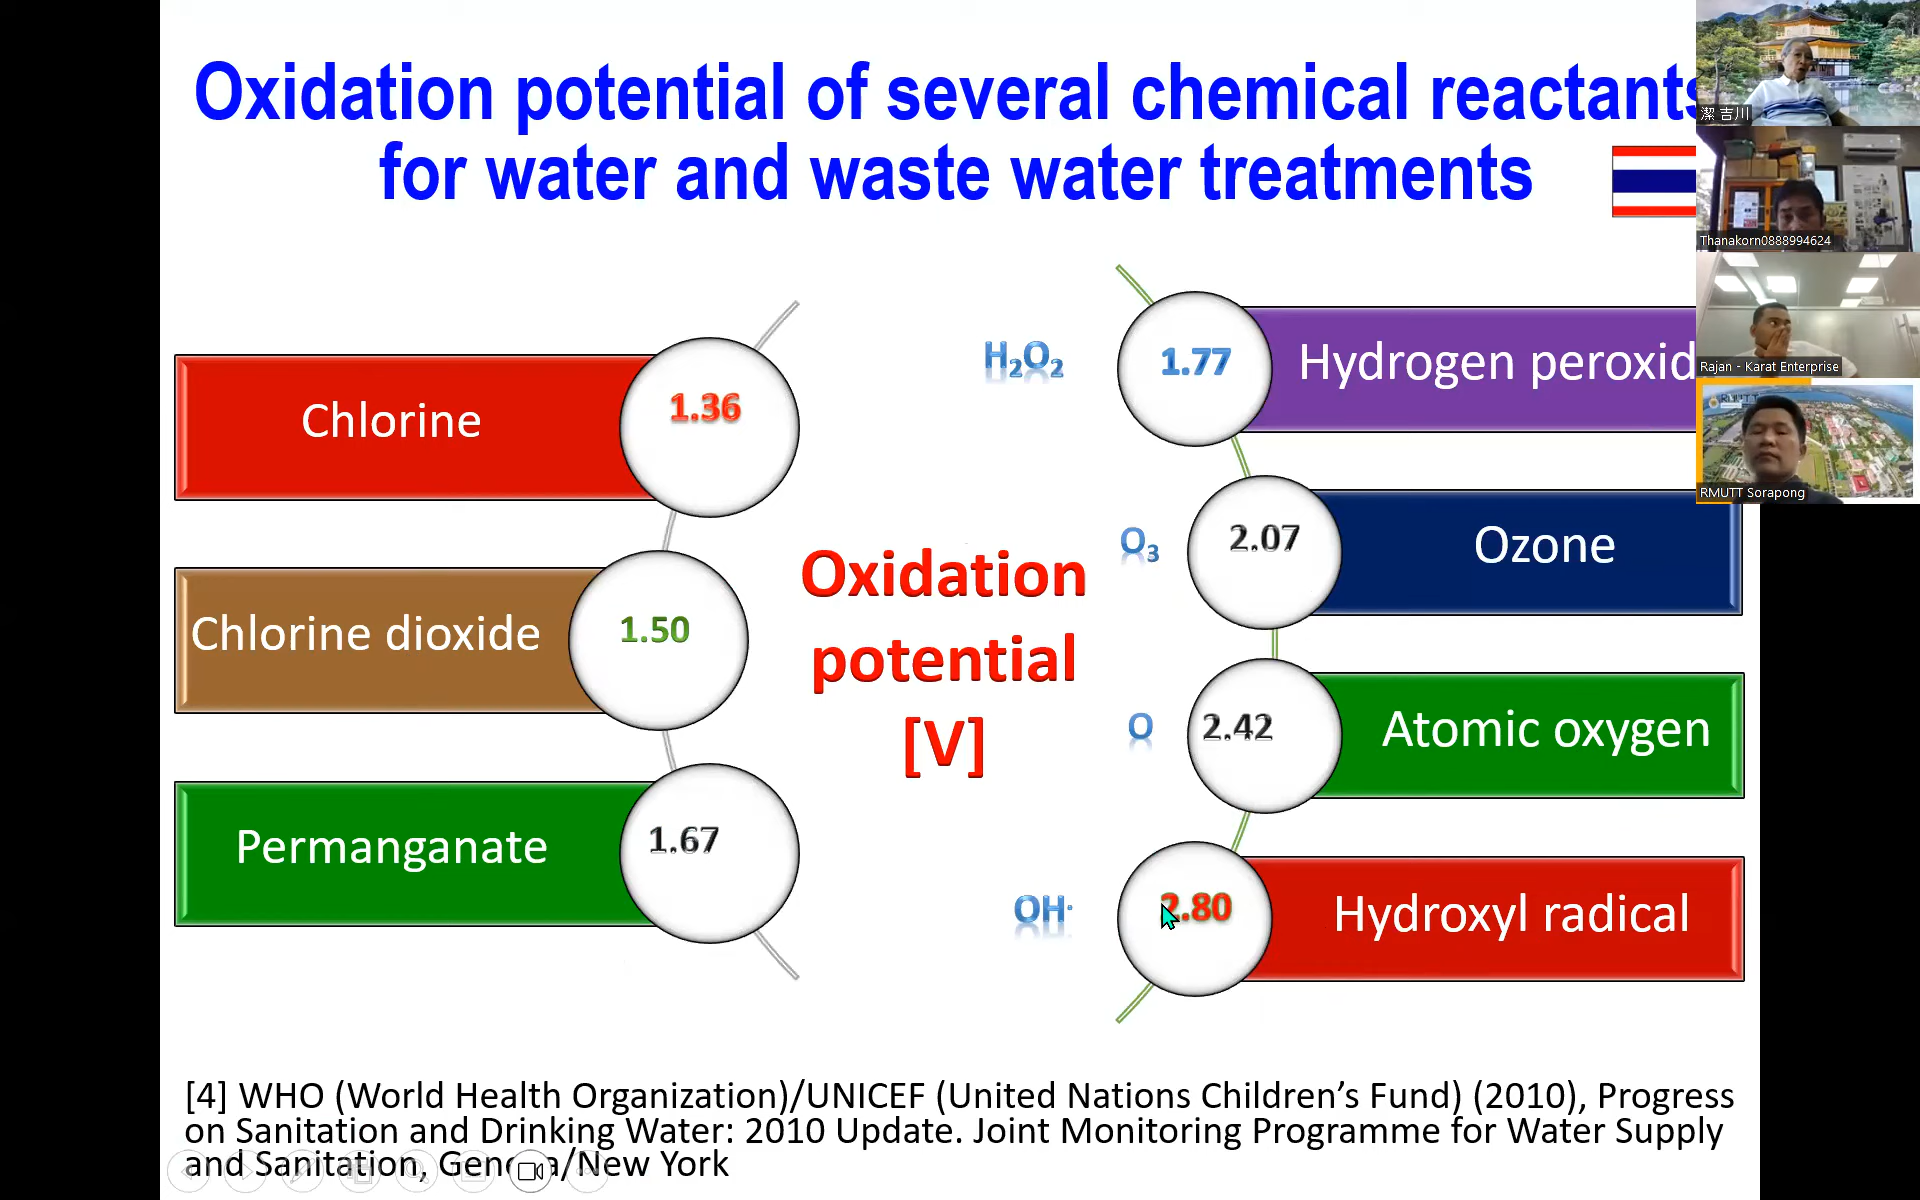 Oxidation potential of several chemical reactants
for water and waste water treatments
Chlorine
1.36
Chlorine dioxide
1.50
Permanganate
1.67
Oxidation
potential
[V]
H₂O₂
1.77
Hydrogen peroxid
O₃
2.07
Ozone
O
2.42
Atomic oxygen
OH·
2.80
Hydroxyl radical
[4] WHO (World Health Organization)/UNICEF (United Nations Children’s Fund) (2010), Progress
on Sanitation and Drinking Water: 2010 Update. Joint Monitoring Programme for Water Supply
and Sanitation, Geneva/New York
潔 吉川
Thanakorn0888994624
Rajan - Karat Enterprise
RMUTT
RMUTT Sorapong